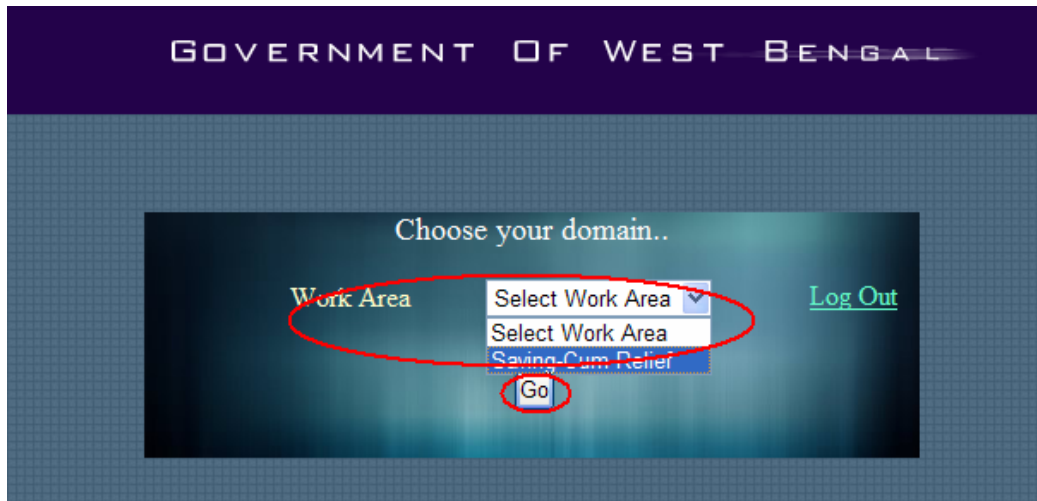 GOVERNMENT OF WEST BENGAL
Choose your domain..
Work Area Select Work Area Log Out
Select Work Area
Saving-Cum Relief
Go